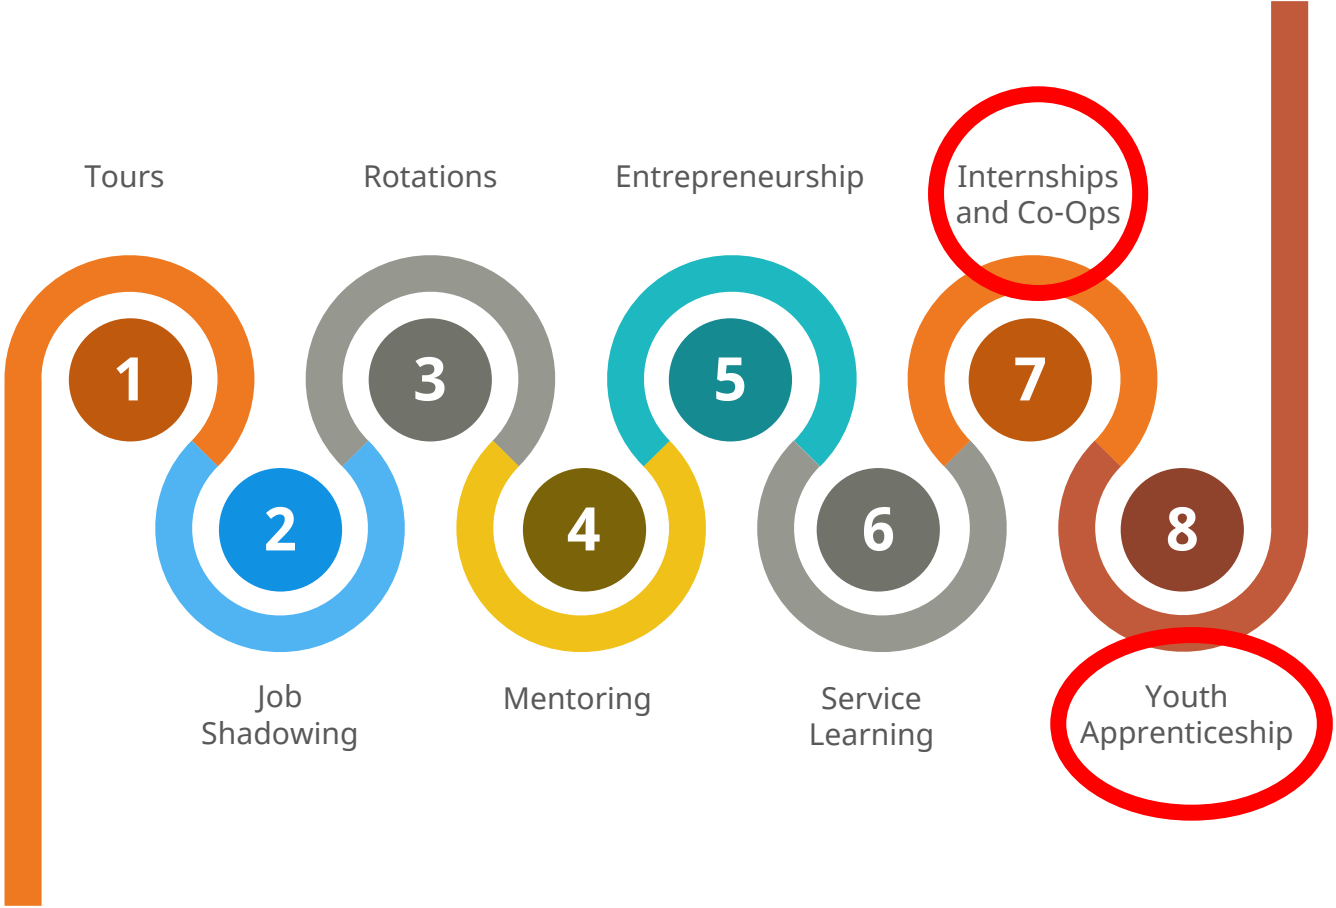 Tours
Rotations
Entrepreneurship
Internships
and Co-Ops
1
3
5
7
2
4
6
8
Job
Shadowing
Mentoring
Service
Learning
Youth
Apprenticeship